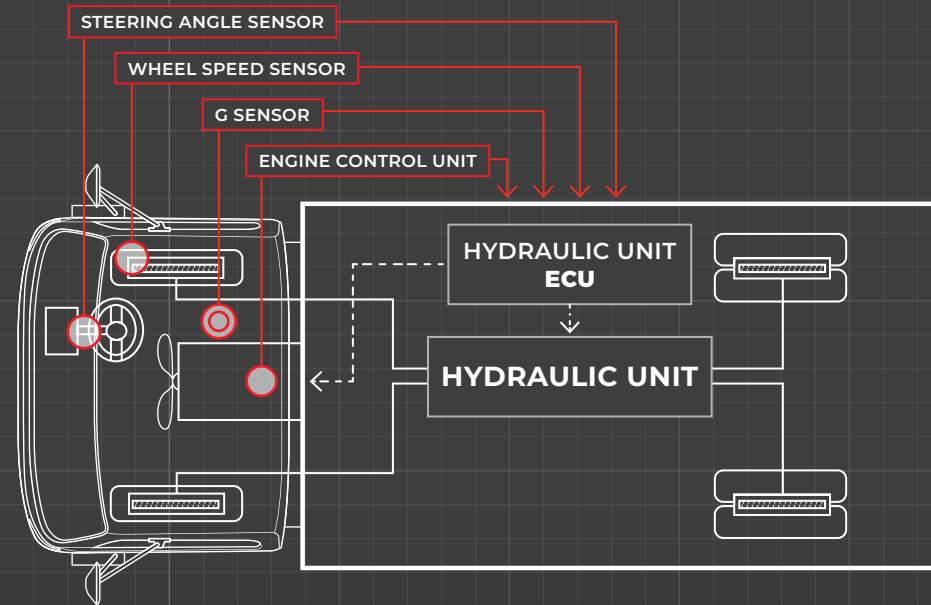 STEERING ANGLE SENSOR
WHEEL SPEED SENSOR
G SENSOR
ENGINE CONTROL UNIT
HYDRAULIC UNIT
ECU
HYDRAULIC UNIT